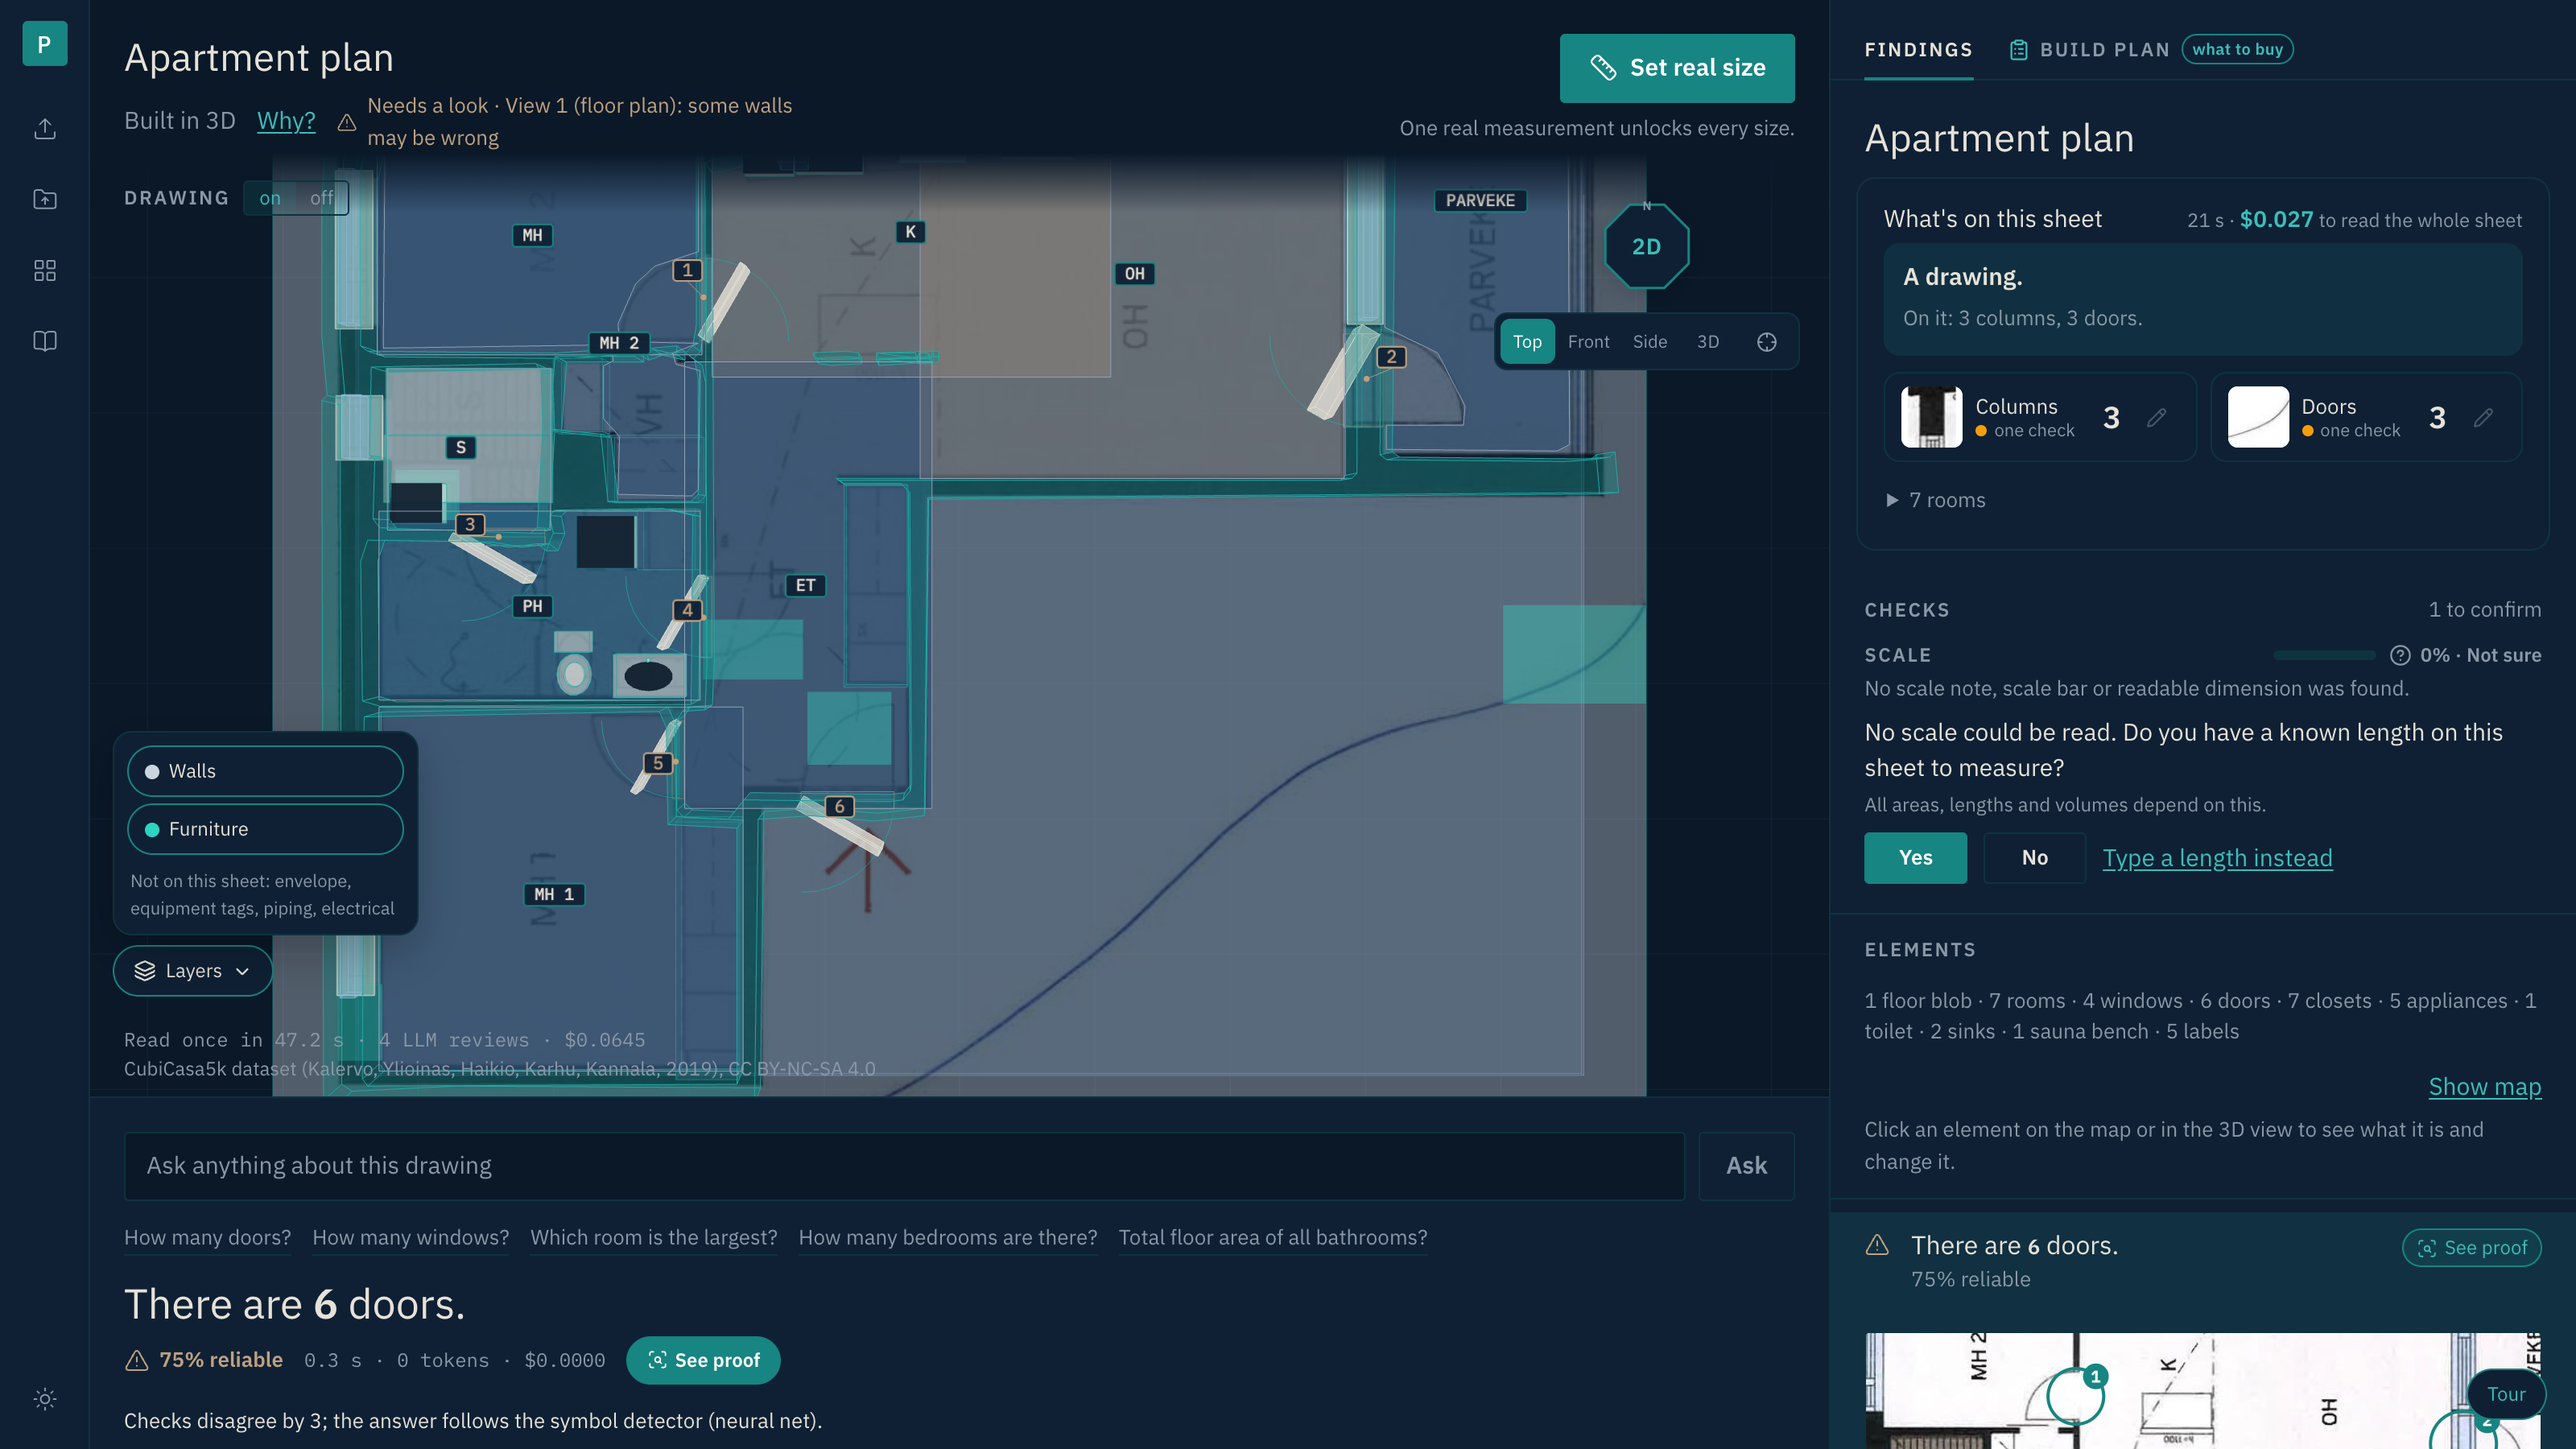 P
Apartment plan
Built in 3D Why?
Needs a look · View 1 (floor plan): some walls
may be wrong
Set real size
One real measurement unlocks every size.
DRAWING on off
MH
K
OH
PARVEKE
K
OH
PARVEKE
N
2D
Top Front Side 3D
1
MH 2
2
VH
S
3
PH
4
ET
ET
5
6
MH 1
Walls
Furniture
Not on this sheet: envelope,
equipment tags, piping, electrical
Layers
Read once in 47.2 s · 4 LLM reviews · $0.0645
CubiCasa5k dataset (Kalervo, Ylioinas, Haikio, Karhu, Kannala, 2019), CC BY-NC-SA 4.0
Ask anything about this drawing
Ask
How many doors? How many windows? Which room is the largest? How many bedrooms are there? Total floor area of all bathrooms?
There are 6 doors.
75% reliable 0.3 s · 0 tokens · $0.0000 See proof
Checks disagree by 3; the answer follows the symbol detector (neural net).
FINDINGS BUILD PLAN what to buy
Apartment plan
What's on this sheet 21 s · $0.027 to read the whole sheet
A drawing.
On it: 3 columns, 3 doors.
Columns
one check
3
Doors
one check
3
7 rooms
CHECKS 1 to confirm
SCALE 0% · Not sure
No scale note, scale bar or readable dimension was found.
No scale could be read. Do you have a known length on this
sheet to measure?
All areas, lengths and volumes depend on this.
Yes No Type a length instead
ELEMENTS
1 floor blob · 7 rooms · 4 windows · 6 doors · 7 closets · 5 appliances · 1
toilet · 2 sinks · 1 sauna bench · 5 labels
Show map
Click an element on the map or in the 3D view to see what it is and
change it.
There are 6 doors.
75% reliable
See proof
MH 2
1
K
OH
2
Tour